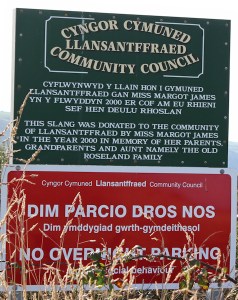 CYNGOR CYMUNED
LLANSANTFFRAED
COMMUNITY COUNCIL
CYFLWYNWYD Y LLAIN HON I GYMUNED
LLANSANTFFRAED GAN MISS MARGOT JAMES
YN Y FLWYDDYN 2000 ER COF AM EU RHIENI
SEF HEN DEULU RHOSLAN
THIS SLANG WAS DONATED TO THE COMMUNITY
OF LLANSANTFFRAED BY MISS MARGOT JAMES
IN THE YEAR 2000 IN MEMORY OF HER PARENTS,
GRANDPARENTS AND AUNT NAMELY THE OLD
ROSELAND FAMILY
Cyngor Cymuned Llansantffraed Community Council
DIM PARCIO DROS NOS
Dim ymddygiad gwrth-gymdeithasol
NO OVERNIGHT PARKING
social behaviour